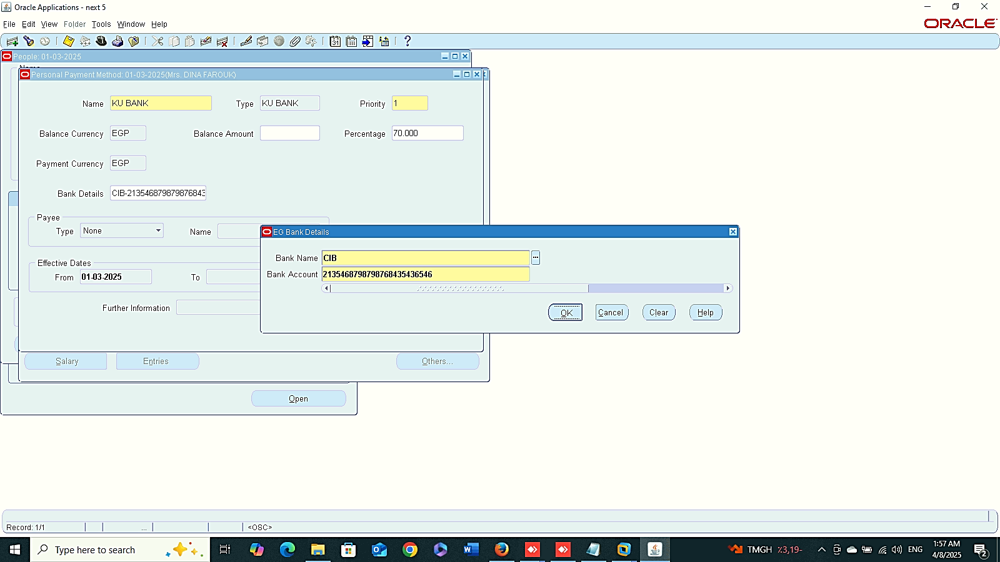 Oracle Applications - next 5
File Edit View Folder Tools Window Help
ORACLE
People: 01-03-2025
Personal Payment Method: 01-03-2025(Mrs. DINA FAROUK)
Name KU BANK Type KU BANK Priority 1
Balance Currency EGP Balance Amount Percentage 70.000
Payment Currency EGP
Bank Details CIB-213546879879876843
Payee
Type None Name
EG Bank Details
Bank Name CIB
Bank Account 2135468798798768435436546
OK Cancel Clear Help
Effective Dates
From 01-03-2025 To
Further Information
Salary Entries Others...
Open
Record: 1/1 ... <OSC>
Type here to search
TMGH ٪3,19- ENG
1:57 AM
4/8/2025
2